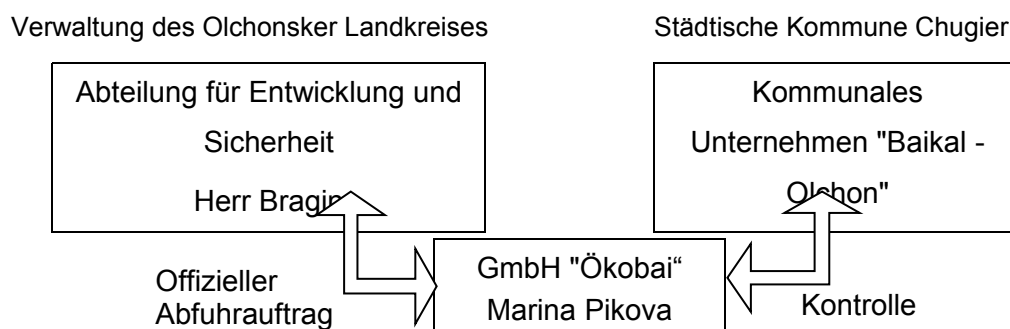 Verwaltung des Olchonsker Landkreises
Städtische Kommune Chugier
Abteilung für Entwicklung und
Sicherheit
Herr Bragin
Kommunales
Unternehmen "Baikal -
Olchon"
Offizieller
Abfuhrauftrag
GmbH "Ökobai“
Marina Pikova
Kontrolle